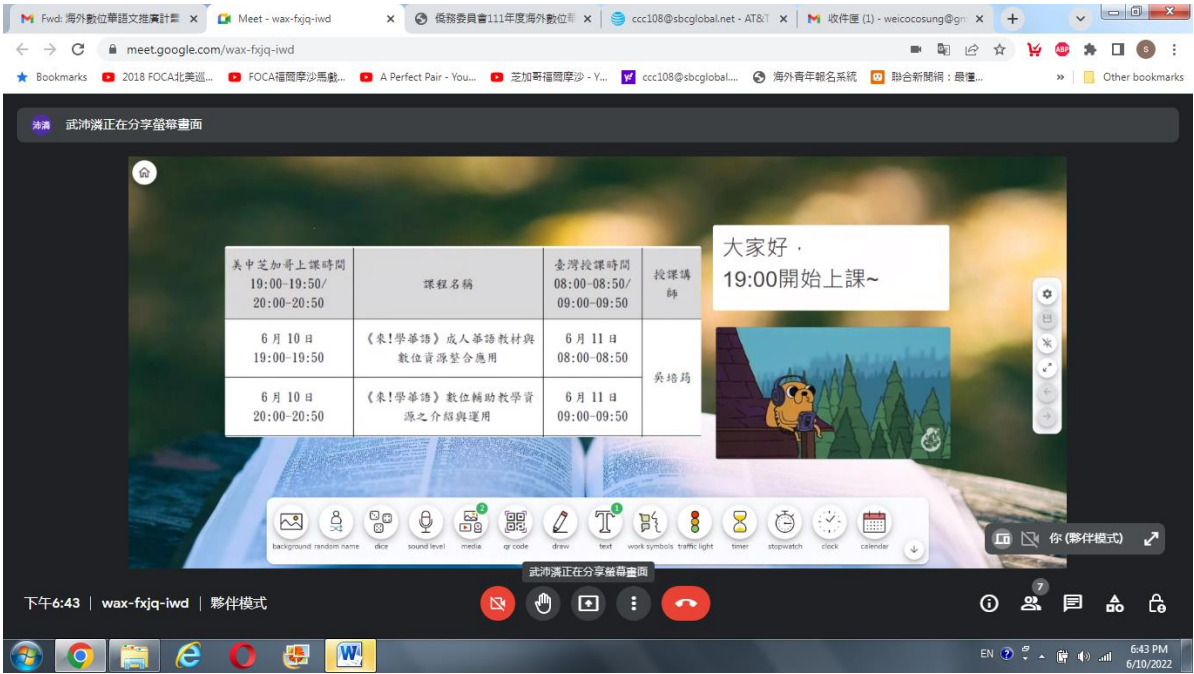 Fwd: 海外數位華語文推廣計畫
Meet - wax-fxjq-iwd
僑務委員會111年度海外數位華
ccc108@sbcglobal.net - AT&T
收件匣 (1) - weicocosung@gm
meet.google.com/wax-fxjq-iwd
ABP
s
Bookmarks
2018 FOCA北美巡...
FOCA福爾摩沙馬戲...
A Perfect Pair - You...
芝加哥福爾摩沙 - Y...
ccc108@sbcglobal....
海外青年報名系統
聯合新聞網：最懂...
»
Other bookmarks
沛漪 武沛漪正在分享螢幕畫面
大家好，
19:00開始上課~
美中芝加哥上課時間
19:00-19:50/
20:00-20:50
課程名稱
臺灣授課時間
08:00-08:50/
09:00-09:50
授課講
師
6 月 10 日
19:00-19:50
《來!學華語》成人華語教材與
數位資源整合應用
6 月 11 日
08:00-08:50
6 月 10 日
20:00-20:50
《來!學華語》數位輔助教學資
源之介紹與運用
6 月 11 日
09:00-09:50
2
1
background
random name
dice
sound level
media
qr code
draw
text
work symbols
traffic light
timer
stopwatch
clock
calendar
你 (夥伴模式)
武沛漪正在分享螢幕畫面
下午6:43 | wax-fxjq-iwd | 夥伴模式
7
EN
6:43 PM
6/10/2022